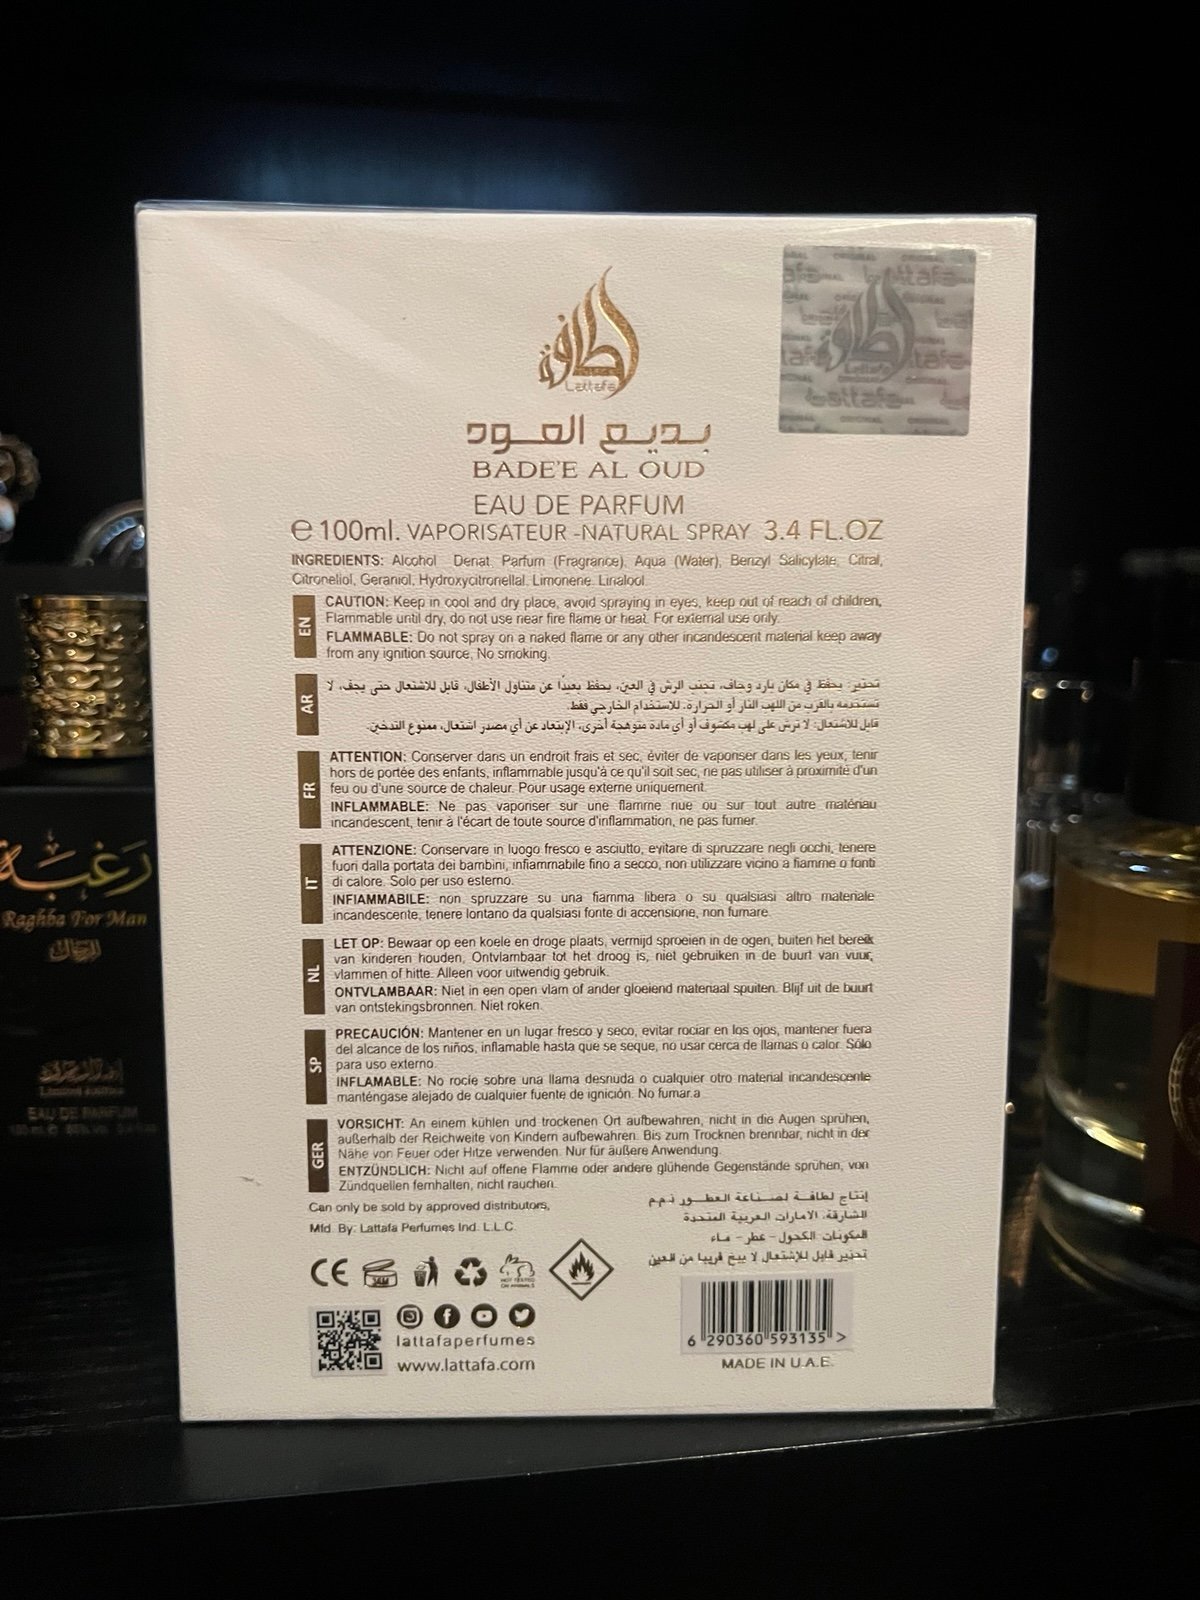 لطافة
Lattafa
بديع العود
BADE'E AL OUD
EAU DE PARFUM
℮ 100ml. VAPORISATEUR -NATURAL SPRAY 3.4 FL.OZ
INGREDIENTS: Alcohol Denat, Parfum (Fragrance), Aqua (Water), Benzyl Salicylate, Citral,
Citronellol, Geraniol, Hydroxycitronellal, Limonene, Linalool
EN
CAUTION: Keep in cool and dry place, avoid spraying in eyes, keep out of reach of children,
Flammable until dry, do not use near fire flame or heat. For external use only.
FLAMMABLE: Do not spray on a naked flame or any other incandescent material keep away
from any ignition source, No smoking.
AR
تحذير: يحفظ في مكان بارد وجاف، تجنب الرش في العين، يحفظ بعيداً عن متناول الأطفال، قابل للاشتعال حتى يجف، لا
تستخدمه بالقرب من اللهب النار أو الحرارة. للاستخدام الخارجي فقط.
قابل للاشتعال: لا ترش على لهب مكشوف أو أي مادة متوهجة أخرى، الإبتعاد عن أي مصدر اشتعال، ممنوع التدخين.
FR
ATTENTION: Conserver dans un endroit frais et sec, éviter de vaponser dans les yeux, tenir
hors de portée des enfants, inflammable jusqu'à ce qu'il soit sec, ne pas utiliser à proximité d'un
feu ou d'une source de chaleur. Pour usage externe uniquement.
INFLAMMABLE: Ne pas vaporiser sur une flamme nue ou sur tout autre matériau
incandescent, tenir à l'écart de toute source d'inflammation, ne pas fumer.
IT
ATTENZIONE: Conservare in luogo fresco e asciutto, evitare di spruzzare negli occhi, tenere
fuori dalla portata dei bambini, infiammabile fino a secco, non utilizzare vicino a fiamme o fonti
di calore. Solo per uso esterno.
INFIAMMABILE: non spruzzare su una fiamma libera o su qualsiasi altro materiale
incandescente, tenere lontano da qualsiasi fonte di accensione, non fumare.
NL
LET OP: Bewaar op een koele en droge plaats, vermijd sproeien in de ogen, buiten het bereik
van kinderen houden, Ontvlambaar tot het droog is, niet gebruiken in de buurt van vuur,
vlammen of hitte. Alleen voor uitwendig gebruik.
ONTVLAMBAAR: Niet in een open vlam of ander gloeiend materiaal spuiten. Blijf uit de buurt
van ontstekingsbronnen. Niet roken.
SP
PRECAUCIÓN: Mantener en un lugar fresco y seco, evitar rociar en los ojos, mantener fuera
del alcance de los niños, inflamable hasta que se seque, no usar cerca de llamas o calor. Sólo
para uso externo.
INFLAMABLE: No rocíe sobre una llama desnuda o cualquier otro material incandescente
manténgase alejado de cualquier fuente de ignición. No fumar.a
GER
VORSICHT: An einem kühlen und trockenen Ort aufbewahren, nicht in die Augen sprühen,
außerhalb der Reichweite von Kindern aufbewahren. Bis zum Trocknen brennbar, nicht in der
Nähe von Feuer oder Hitze verwenden. Nur für äußere Anwendung.
ENTZÜNDLICH: Nicht auf offene Flamme oder andere glühende Gegenstände sprühen, von
Zündquellen fernhalten, nicht rauchen.
Can only be sold by approved distributors,
Mfd. By: Lattafa Perfumes Ind. L.L.C.
إنتاج لطافة لصناعة العطور ذ.م.م
الشارقة، الامارات العربية المتحدة
المكونات الكحول - عطر - ماء
تحذير قابل للإشتعال لا يبخ قريبا من العين
CE
36M
NOT TESTED
ON ANIMALS
lattafaperfumes
www.lattafa.com
6 290360 593135 >
MADE IN U.A.E.
ORIGINAL
Lattafa
رغبة
Raghba For Man
للرجال
EAU DE PARFUM